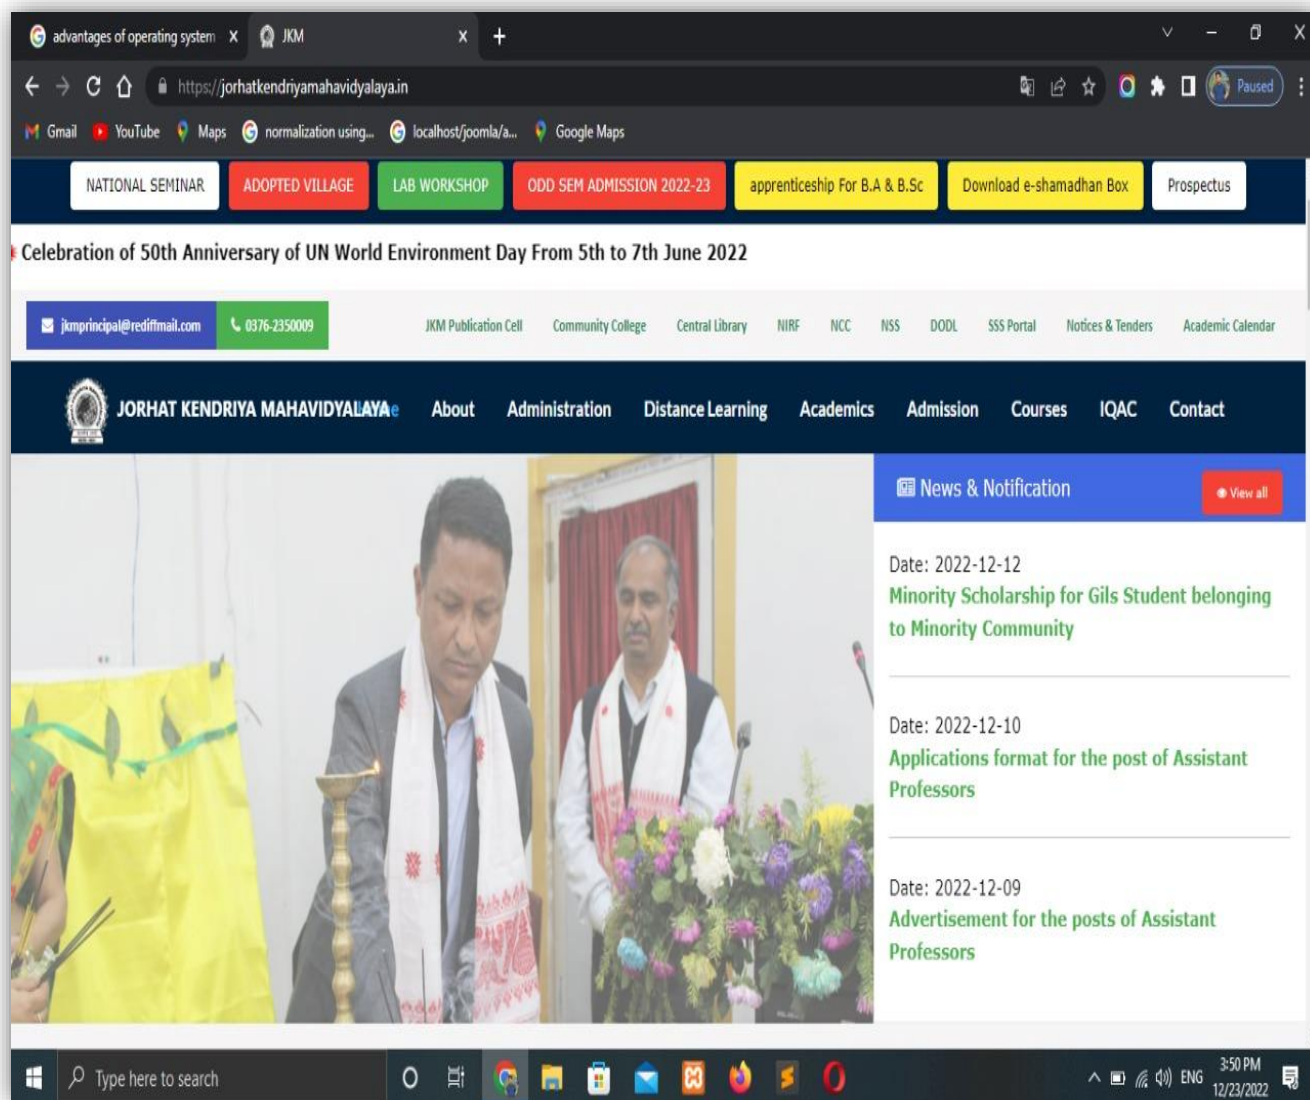 advantages of operating system
JKM
https://jorhatkendriyamahavidyalaya.in
Paused
Gmail YouTube Maps normalization using... localhost/joomla/a... Google Maps
NATIONAL SEMINAR ADOPTED VILLAGE LAB WORKSHOP ODD SEM ADMISSION 2022-23 apprenticeship For B.A & B.Sc Download e-shamadhan Box Prospectus
Celebration of 50th Anniversary of UN World Environment Day From 5th to 7th June 2022
jkmprincipal@rediffmail.com 0376-2350009 JKM Publication Cell Community College Central Library NIRF NCC NSS DODL SSS Portal Notices & Tenders Academic Calendar
JORHAT KENDRIYA MAHAVIDYALAYA About Administration Distance Learning Academics Admission Courses IQAC Contact
News & Notification View all
Date: 2022-12-12
Minority Scholarship for Gils Student belonging
to Minority Community
Date: 2022-12-10
Applications format for the post of Assistant
Professors
Date: 2022-12-09
Advertisement for the posts of Assistant
Professors
Type here to search
ENG
3:50 PM
12/23/2022